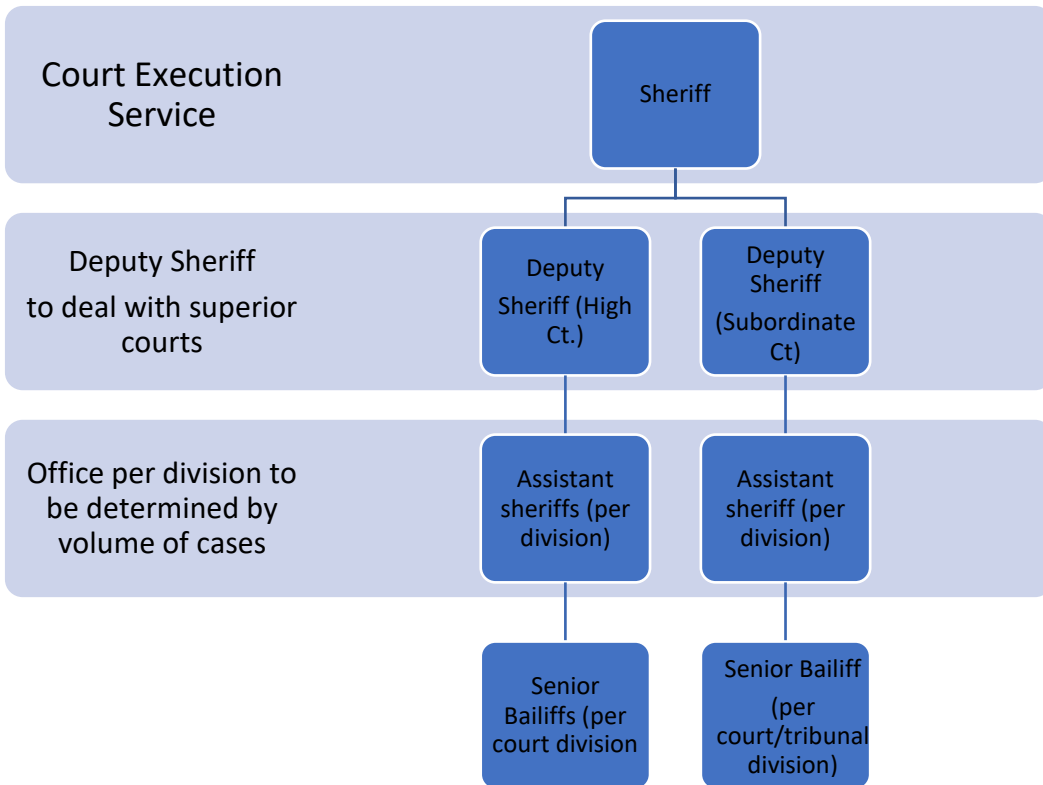 Court Execution
Service
Sheriff
Deputy Sheriff
to deal with superior
courts
Deputy
Sheriff (High
Ct.)
Deputy
Sheriff
(Subordinate
Ct)
Office per division to
be determined by
volume of cases
Assistant
sheriffs (per
division)
Assistant
sheriff (per
division)
Senior
Bailiffs (per
court division
Senior Bailiff
(per
court/tribunal
division)